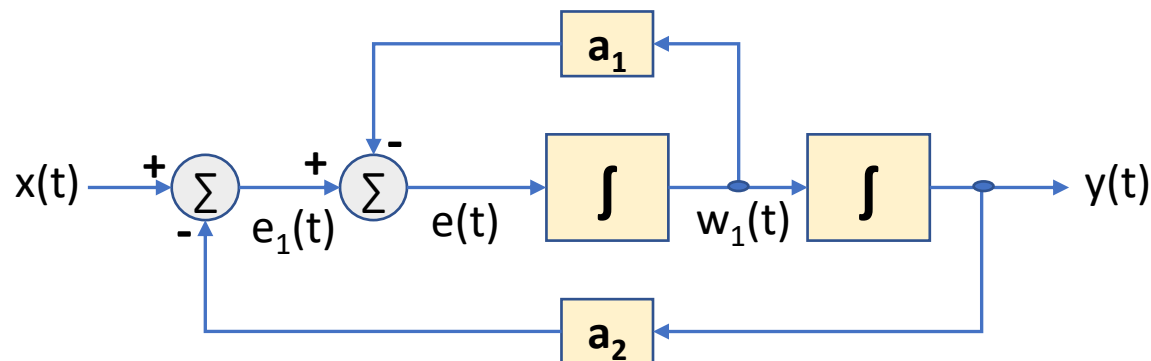 a₁
-
+
+
x(t)
∑
∑
∫
∫
y(t)
-
e₁(t)
e(t)
w₁(t)
a₂